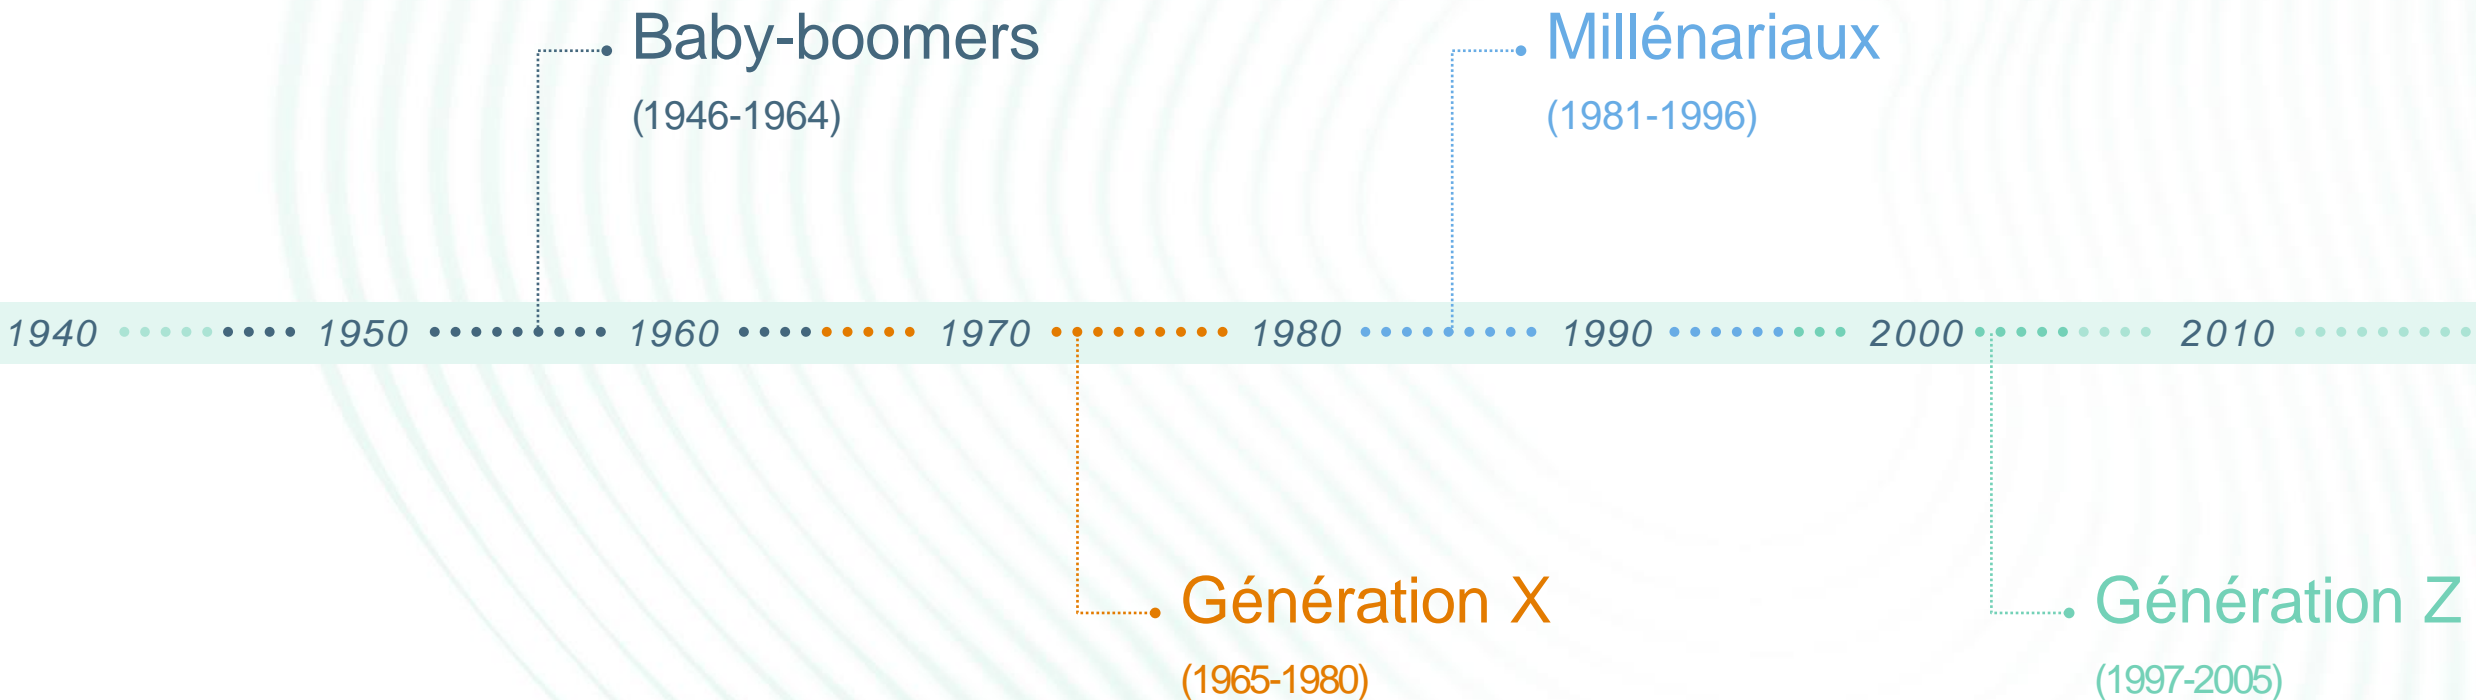 Baby-boomers
(1946-1964)
Millénariaux
(1981-1996)
1940 1950 1960 1970 1980 1990 2000 2010
Génération X
(1965-1980)
Génération Z
(1997-2005)